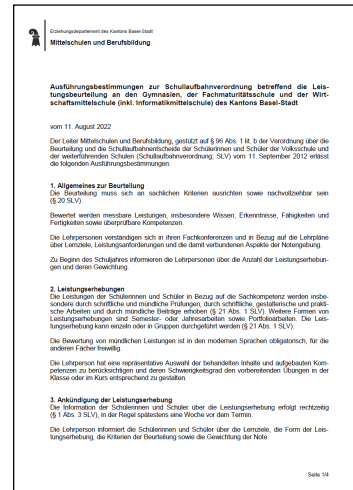 Erziehungsdepartement des Kantons Basel-Stadt
Mittelschulen und Berufsbildung
Ausführungsbestimmungen zur Schullaufbahnverordnung betreffend die Leis-
tungsbeurteilung an den Gymnasien, der Fachmaturitätsschule und der Wirt-
schaftsmittelschule (inkl. Informatikmittelschule) des Kantons Basel-Stadt
vom 11. August 2022
Der Leiter Mittelschulen und Berufsbildung, gestützt auf § 96 Abs. 1 lit. b der Verordnung über die
Beurteilung und die Schullaufbahnentscheide der Schülerinnen und Schüler der Volksschule und
der weiterführenden Schulen (Schullaufbahnverordnung; SLV) vom 11. September 2012 erlässt
die folgenden Ausführungsbestimmungen:
1. Allgemeines zur Beurteilung
Die Beurteilung muss sich an sachlichen Kriterien ausrichten sowie nachvollziehbar sein
(§ 20 SLV).
Bewertet werden messbare Leistungen, insbesondere Wissen, Erkenntnisse, Fähigkeiten und
Fertigkeiten sowie überprüfbare Kompetenzen.
Die Lehrpersonen verständigen sich in ihren Fachkonferenzen und in Bezug auf die Lehrpläne
über Lernziele, Leistungsanforderungen und die damit verbundenen Aspekte der Notengebung.
Zu Beginn des Schuljahres informieren die Lehrpersonen über die Anzahl der Leistungserhebun-
gen und deren Gewichtung.
2. Leistungserhebungen
Die Leistungen der Schülerinnen und Schüler in Bezug auf die Sachkompetenz werden insbe-
sondere durch schriftliche und mündliche Prüfungen, durch schriftliche, gestalterische und prakti-
sche Arbeiten und durch mündliche Beiträge erhoben (§ 21 Abs. 1 SLV). Weitere Formen von
Leistungserhebungen sind Semester- oder Jahresarbeiten sowie Portfolioarbeiten. Die Leis-
tungserhebung kann einzeln oder in Gruppen durchgeführt werden (§ 21 Abs. 1 SLV).
Die Bewertung von mündlichen Leistungen ist in den modernen Sprachen obligatorisch, für die
anderen Fächer freiwillig.
Die Lehrperson hat eine repräsentative Auswahl der behandelten Inhalte und aufgebauten Kom-
petenzen zu berücksichtigen und deren Schwierigkeitsgrad den vorbereitenden Übungen in der
Klasse oder im Kurs entsprechend zu gestalten.
3. Ankündigung der Leistungserhebung
Die Information der Schülerinnen und Schüler über die Leistungserhebung erfolgt rechtzeitig
(§ 1 Abs. 3 SLV), in der Regel spätestens eine Woche vor dem Termin.
Die Lehrperson informiert die Schülerinnen und Schüler über die Lernziele, die Form der Leis-
tungserhebung, die Kriterien der Beurteilung sowie die Gewichtung der Note.
Seite 1/4